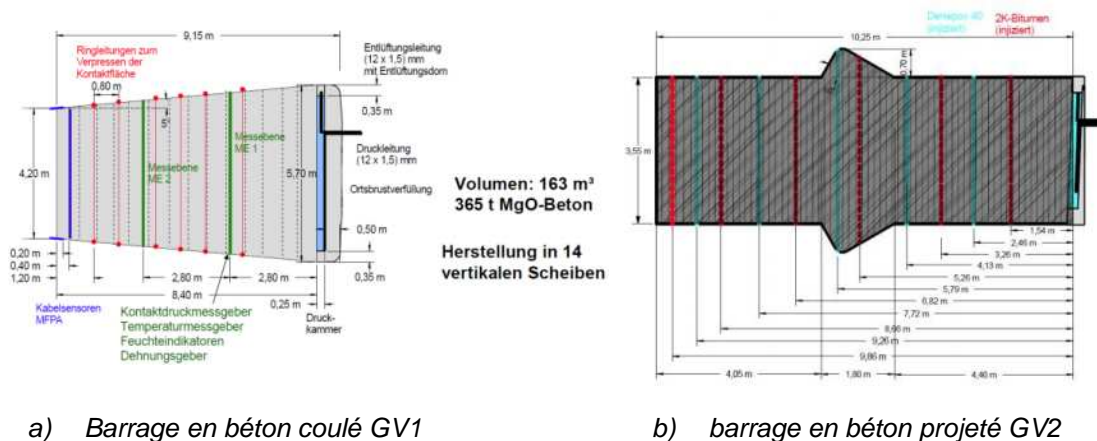 9,15 m
Ringleitungen zum
Verpressen der
Kontaktfläche
0,80 m
5°
Entlüftungsleitung
(12 x 1,5) mm
mit Entlüftungsdom
0,35 m
4,20 m
Messebene
ME 2
Messebene
ME 1
5,70 m
Druckleitung
(12 x 1,5) mm
Ortsbrustverfüllung
0,50 m
0,20 m
0,40 m
1,20 m
2,80 m
2,80 m
0,35 m
8,40 m
0,25 m
Kabelsensoren
MFPA
Kontaktdruckmessgeber
Temperaturmessgeber
Feuchteindikatoren
Dehnungsgeber
Druck-
kammer
Volumen: 163 m³
365 t MgO-Beton
Herstellung in 14
vertikalen Scheiben
(injiziert)
2K-Bitumen
(injiziert)
10,25 m
0,70 m
3,55 m
1,54 m
2,46 m
3,26 m
4,13 m
5,26 m
5,79 m
6,82 m
7,72 m
8,66 m
9,26 m
9,86 m
4,05 m
1,80 m
4,40 m
a) Barrage en béton coulé GV1
b) barrage en béton projeté GV2